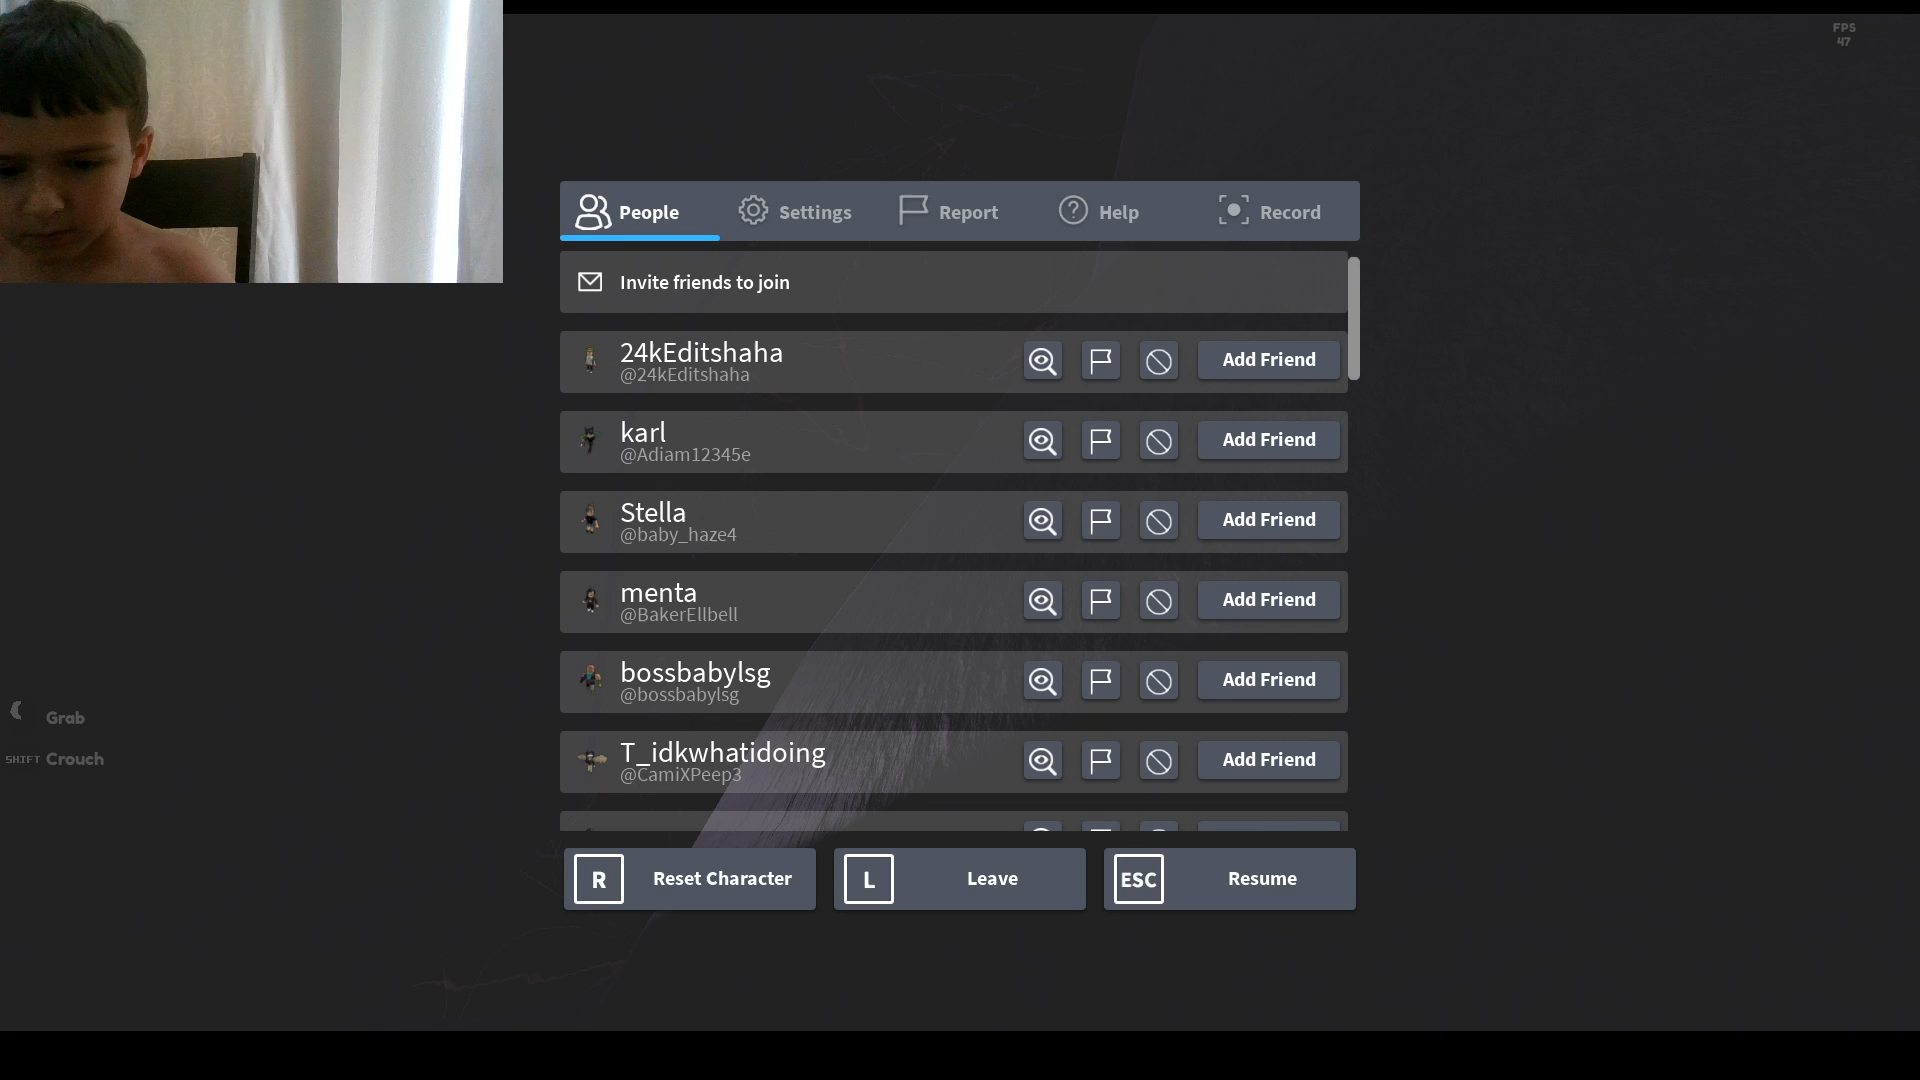 FPS
47
People
Settings
Report
Help
Record
Invite friends to join
24kEditshaha
@24kEditshaha
Add Friend
karl
@Adiam12345e
Add Friend
Stella
@baby_haze4
Add Friend
menta
@BakerEllbell
Add Friend
bossbabylsg
@bossbabylsg
Add Friend
T_idkwhatidoing
@CamiXPeep3
Add Friend
Grab
SHIFT Crouch
R Reset Character
L Leave
ESC Resume